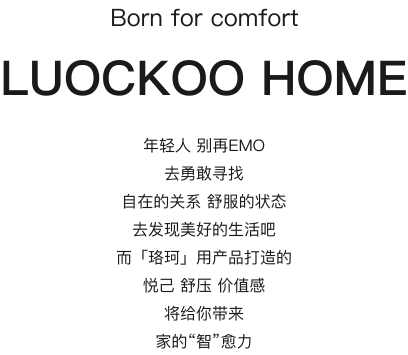 Born for comfort
LUOCKOO HOME
年轻人 别再EMO
去勇敢寻找
自在的关系 舒服的状态
去发现美好的生活吧
而「珞珂」用产品打造的
悦己 舒压 价值感
将给你带来
家的“智”愈力